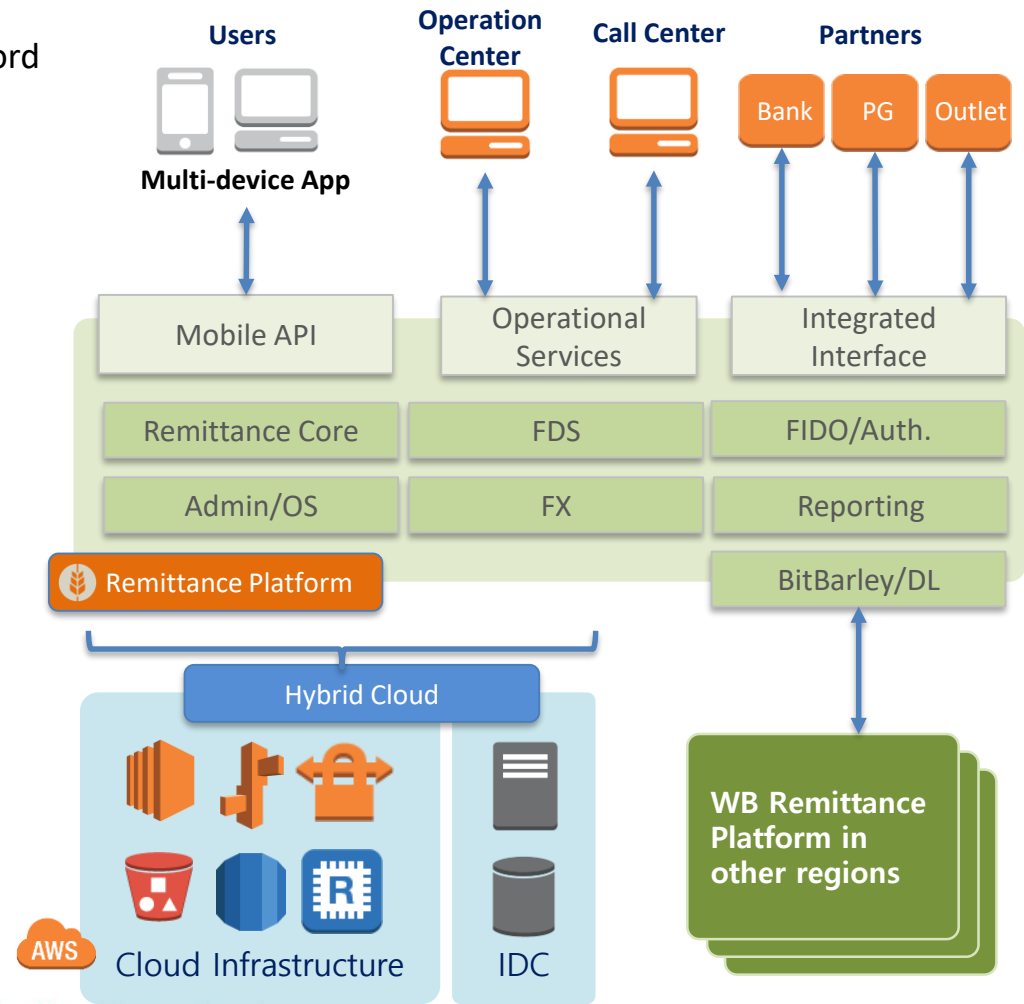 ord
Users
Operation
Center
Call Center
Partners
Bank
PG
Outlet
Multi-device App
Mobile API
Operational
Services
Integrated
Interface
Remittance Core
FDS
FIDO/Auth.
Admin/OS
FX
Reporting
Remittance Platform
BitBarley/DL
Hybrid Cloud
R
WB Remittance
Platform in
other regions
AWS
Cloud Infrastructure
IDC